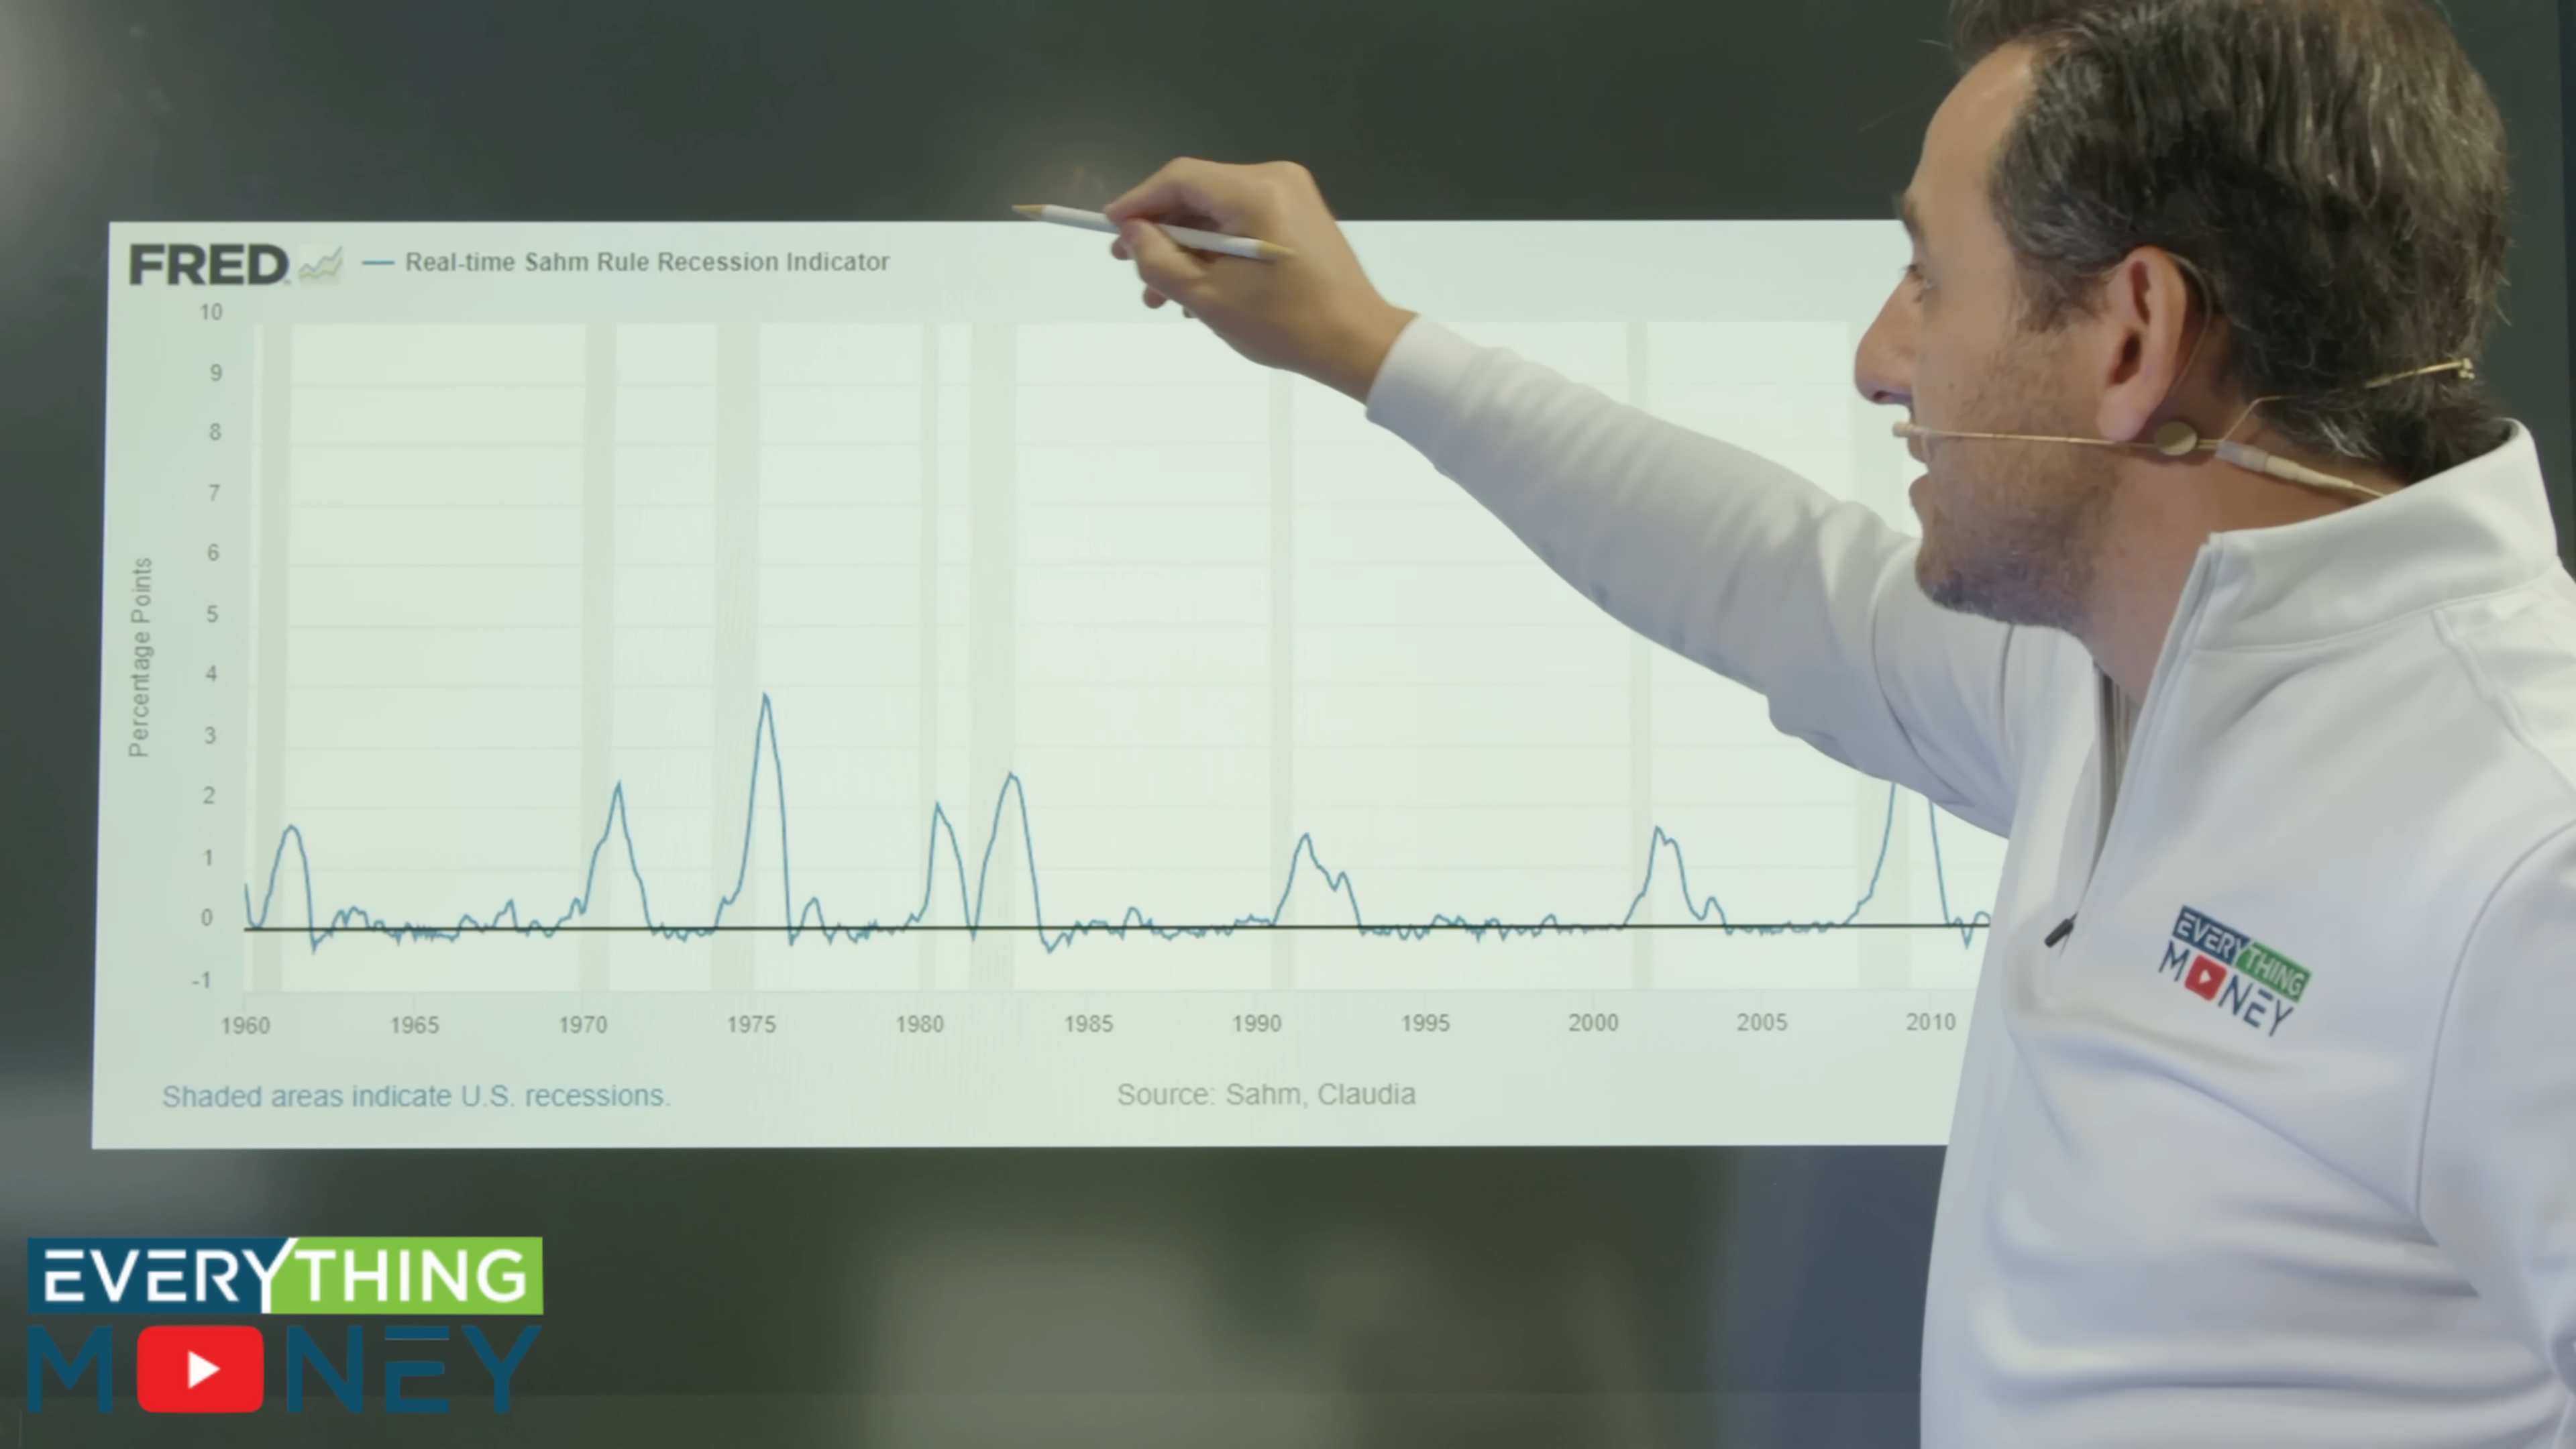 FRED
Real-time Sahm Rule Recession Indicator
10
9
8
7
6
5
4
3
2
1
0
-1
Percentage Points
1960 1965 1970 1975 1980 1985 1990 1995 2000 2005 2010
Shaded areas indicate U.S. recessions.
Source: Sahm, Claudia
EVERYTHING
MONEY
EVERYTHING
MONEY